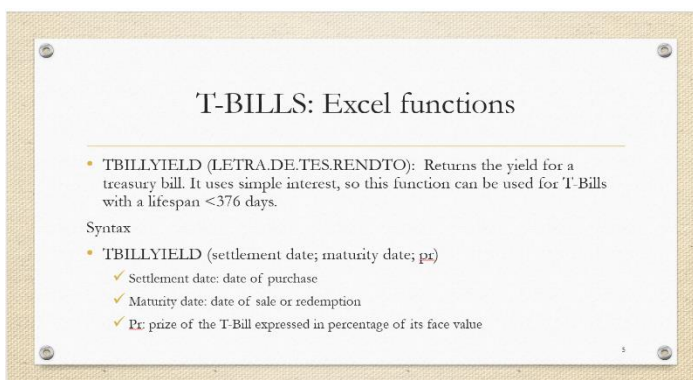 T-BILLS: Excel functions
• TBILLYIELD (LETRA.DE.TES.RENDTO): Returns the yield for a
treasury bill. It uses simple interest, so this function can be used for T-Bills
with a lifespan <376 days.
Syntax
• TBILLYIELD (settlement date; maturity date; pr)
✓ Settlement date: date of purchase
✓ Maturity date: date of sale or redemption
✓ Pr: prize of the T-Bill expressed in percentage of its face value
5